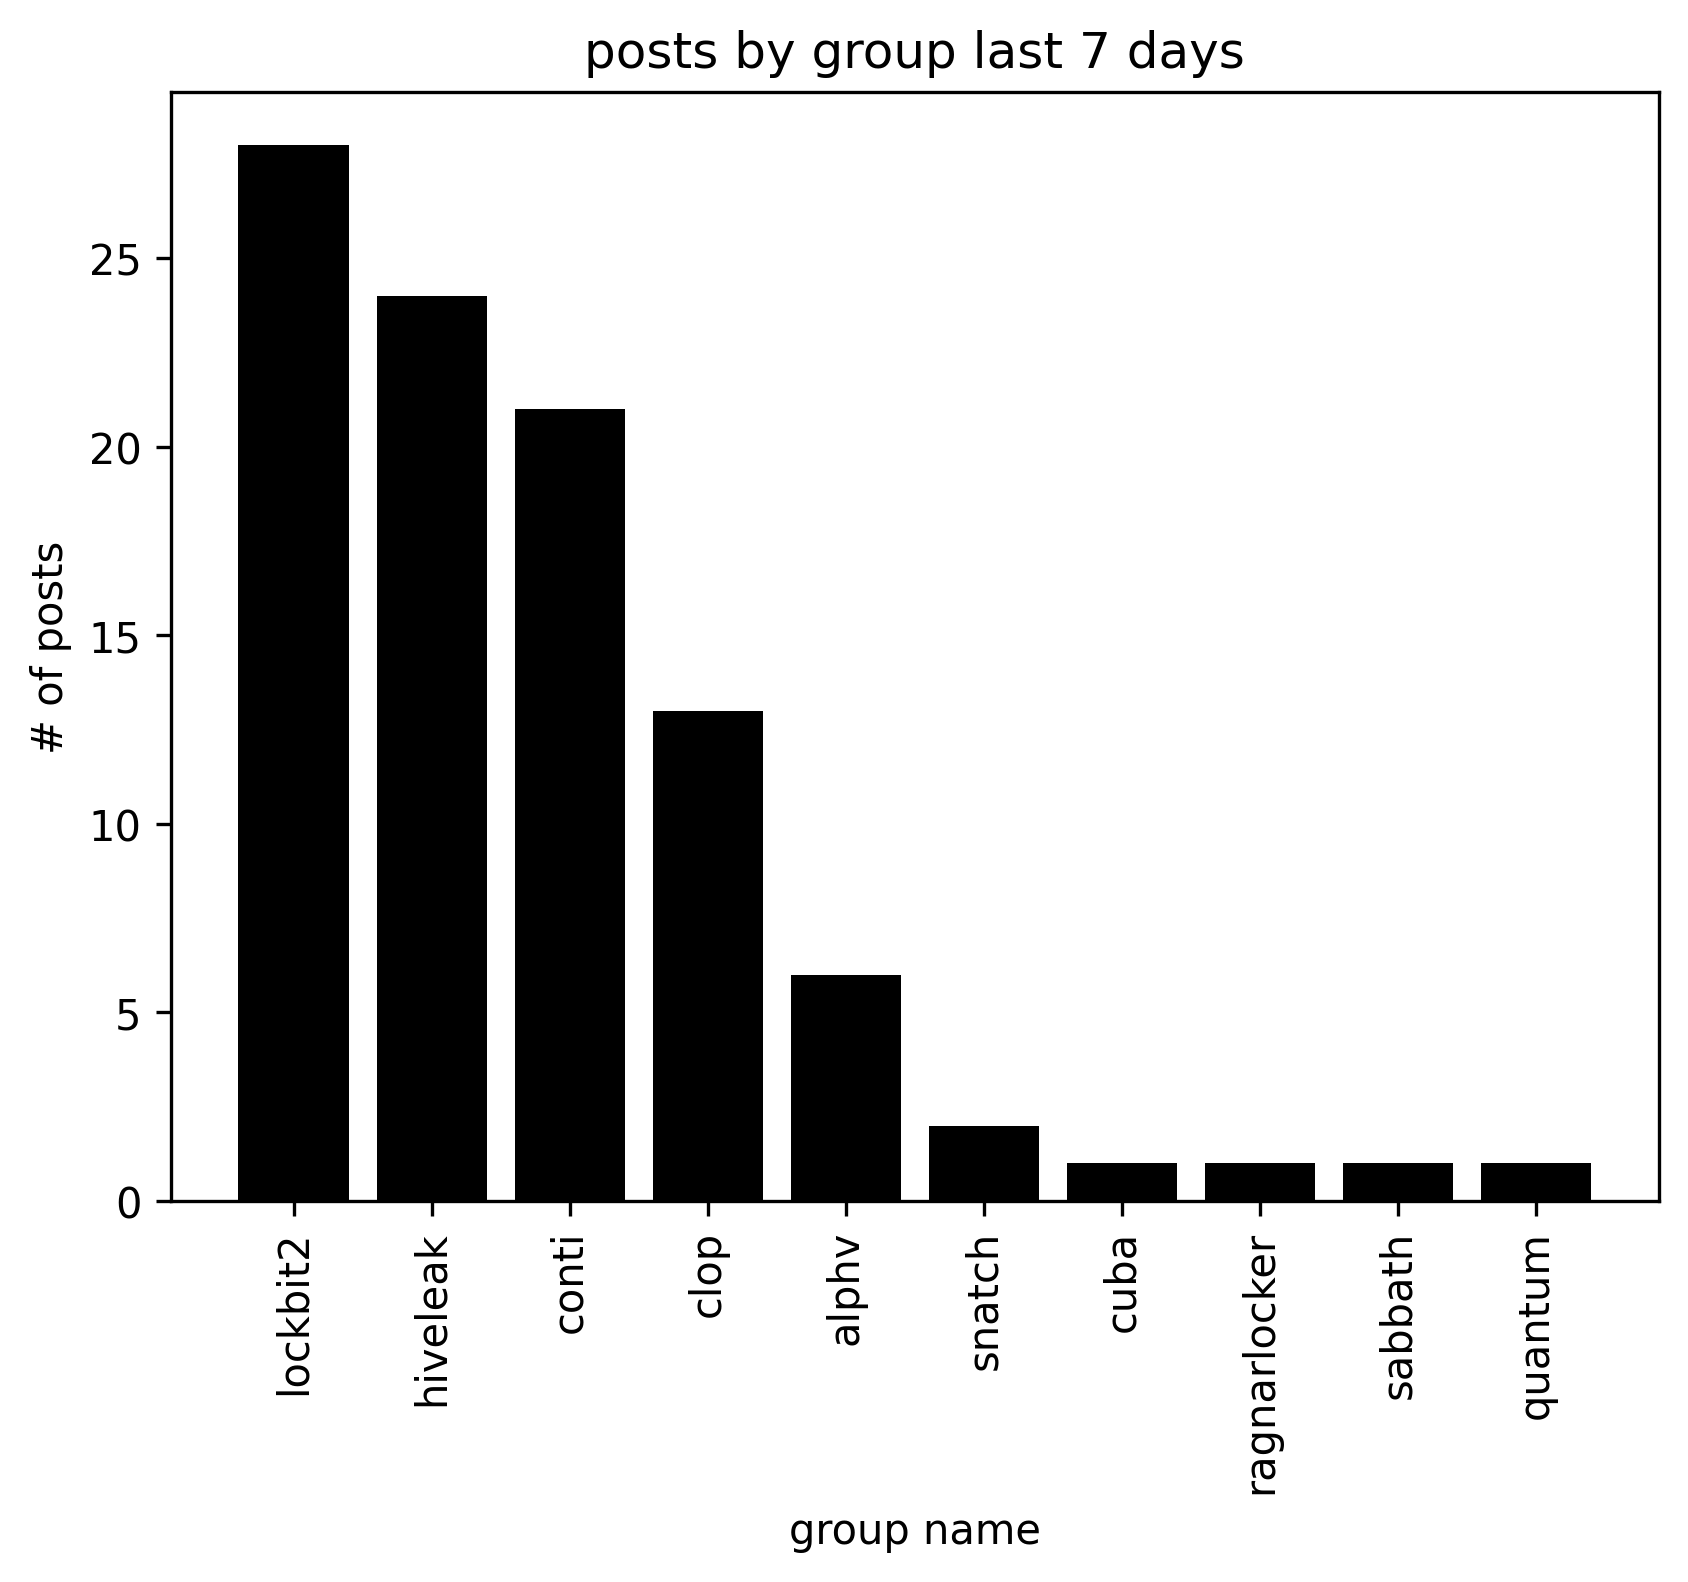 posts by group last 7 days
# of posts
25
20
15
10
5
0
lockbit2
hiveleak
conti
clop
alphv
snatch
cuba
ragnarlocker
sabbath
quantum
group name